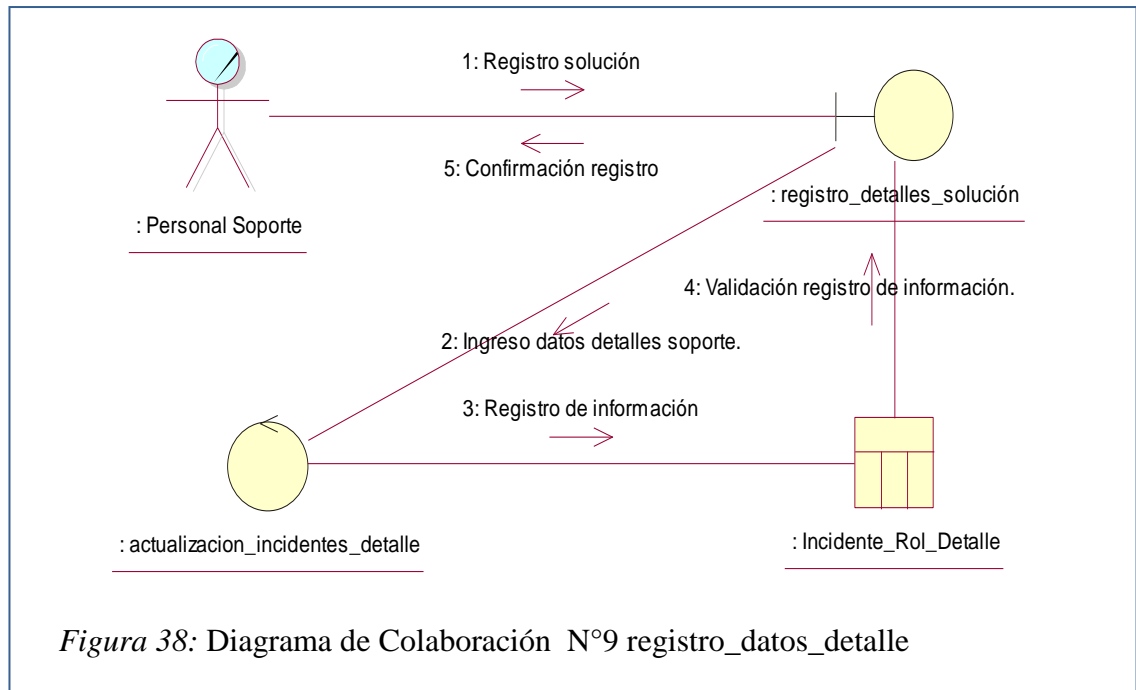 1: Registro solución
5: Confirmación registro
: Personal Soporte
: registro_detalles_solución
4: Validación registro de información.
2: Ingreso datos detalles soporte.
3: Registro de información
: actualizacion_incidentes_detalle
: Incidente_Rol_Detalle
Figura 38: Diagrama de Colaboración N°9 registro_datos_detalle